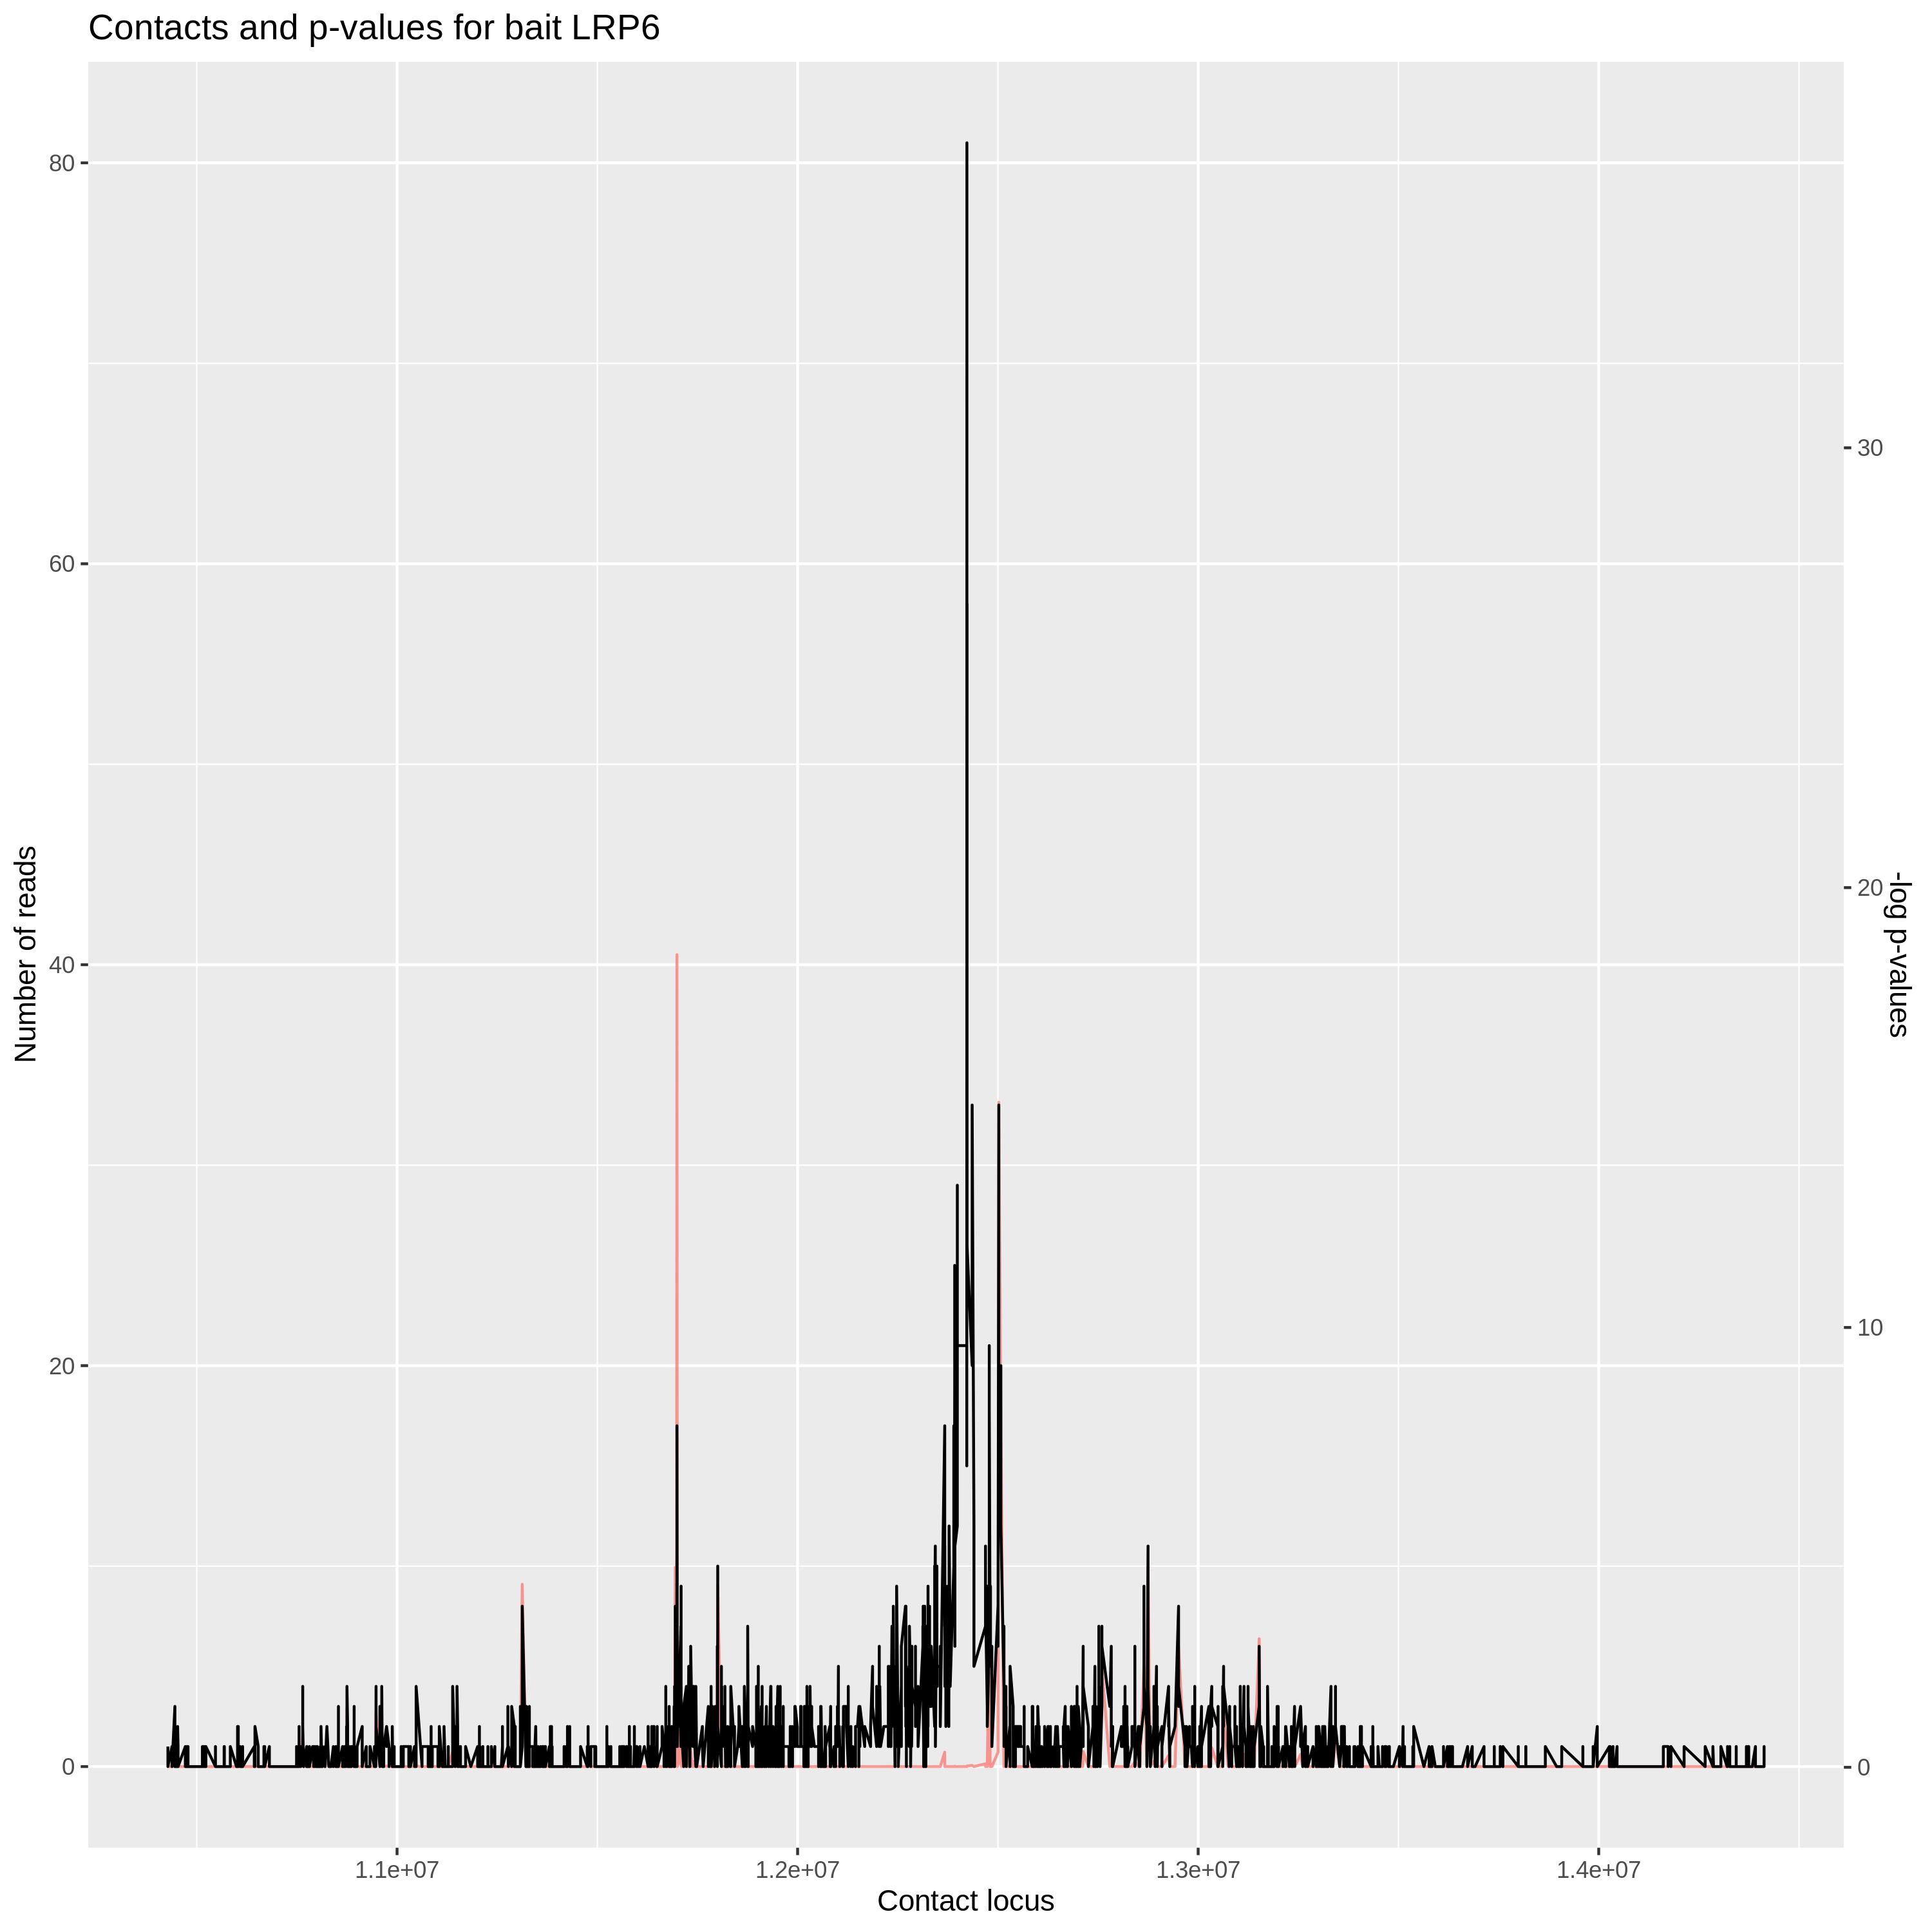 Contacts and p-values for bait LRP6
80
60
40
20
0
Number of reads
30
20
10
0
-log p-values
1.1e+07
1.2e+07
1.3e+07
1.4e+07
Contact locus